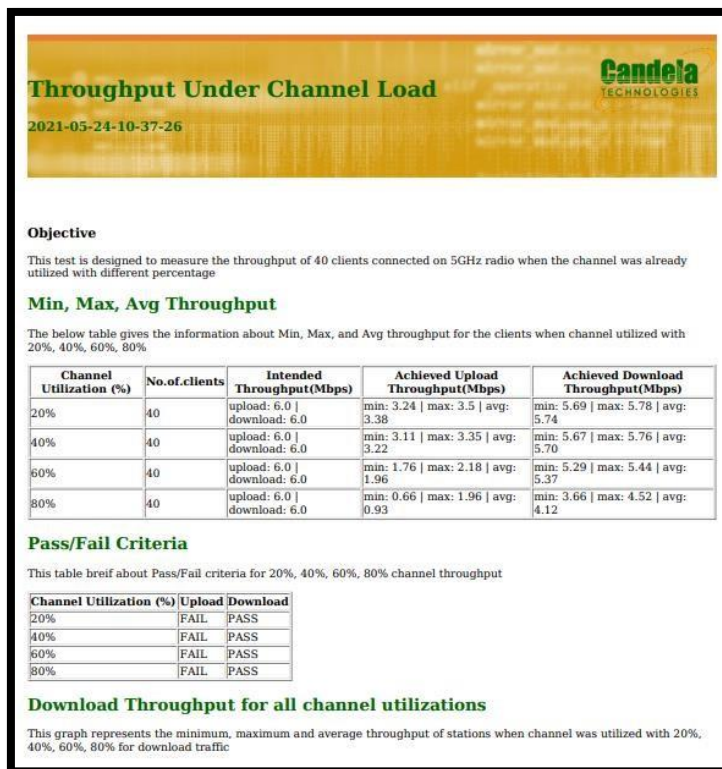 Throughput Under Channel Load
Candela
TECHNOLOGIES
2021-05-24-10-37-26
Objective
This test is designed to measure the throughput of 40 clients connected on 5GHz radio when the channel was already
utilized with different percentage
Min, Max, Avg Throughput
The below table gives the information about Min, Max, and Avg throughput for the clients when channel utilized with
20%, 40%, 60%, 80%
Channel Utilization (%) No.of.clients Intended Throughput(Mbps) Achieved Upload Throughput(Mbps) Achieved Download Throughput(Mbps)
20% 40 upload: 6.0 | download: 6.0 min: 3.24 | max: 3.5 | avg: 3.38 min: 5.69 | max: 5.78 | avg: 5.74
40% 40 upload: 6.0 | download: 6.0 min: 3.11 | max: 3.35 | avg: 3.22 min: 5.67 | max: 5.76 | avg: 5.70
60% 40 upload: 6.0 | download: 6.0 min: 1.76 | max: 2.18 | avg: 1.96 min: 5.29 | max: 5.44 | avg: 5.37
80% 40 upload: 6.0 | download: 6.0 min: 0.66 | max: 1.96 | avg: 0.93 min: 3.66 | max: 4.52 | avg: 4.12
Pass/Fail Criteria
This table breif about Pass/Fail criteria for 20%, 40%, 60%, 80% channel throughput
Channel Utilization (%) Upload Download
20% FAIL PASS
40% FAIL PASS
60% FAIL PASS
80% FAIL PASS
Download Throughput for all channel utilizations
This graph represents the minimum, maximum and average throughput of stations when channel was utilized with 20%,
40%, 60%, 80% for download traffic